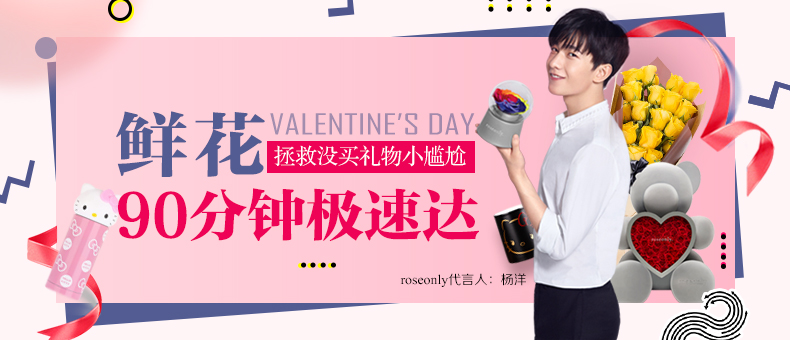 鲜花
VALENTINE'S DAY
拯救没买礼物小尴尬
90分钟极速达
roseonly代言人：杨洋
roseonly